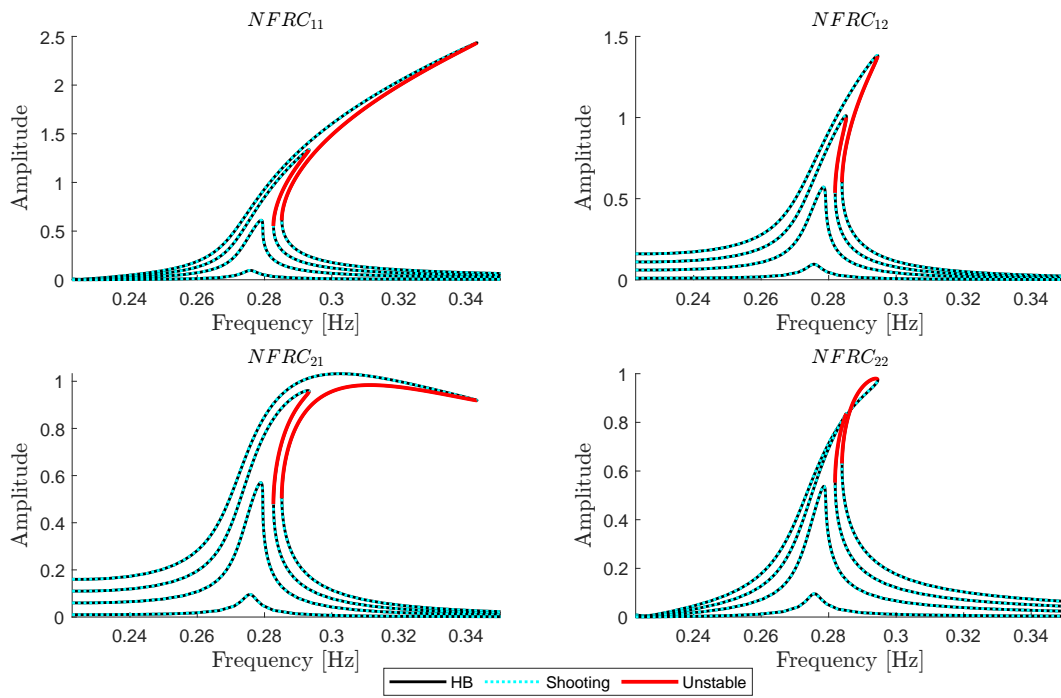 NFRC₁₁
2.5
2
1.5
1
0.5
0
Amplitude
0.24 0.26 0.28 0.3 0.32 0.34
Frequency [Hz]
NFRC₁₂
1.5
1
0.5
0
Amplitude
0.24 0.26 0.28 0.3 0.32 0.34
Frequency [Hz]
NFRC₂₁
1
0.8
0.6
0.4
0.2
0
Amplitude
0.24 0.26 0.28 0.3 0.32 0.34
Frequency [Hz]
NFRC₂₂
1
0.8
0.6
0.4
0.2
0
Amplitude
0.24 0.26 0.28 0.3 0.32 0.34
Frequency [Hz]
HB Shooting Unstable